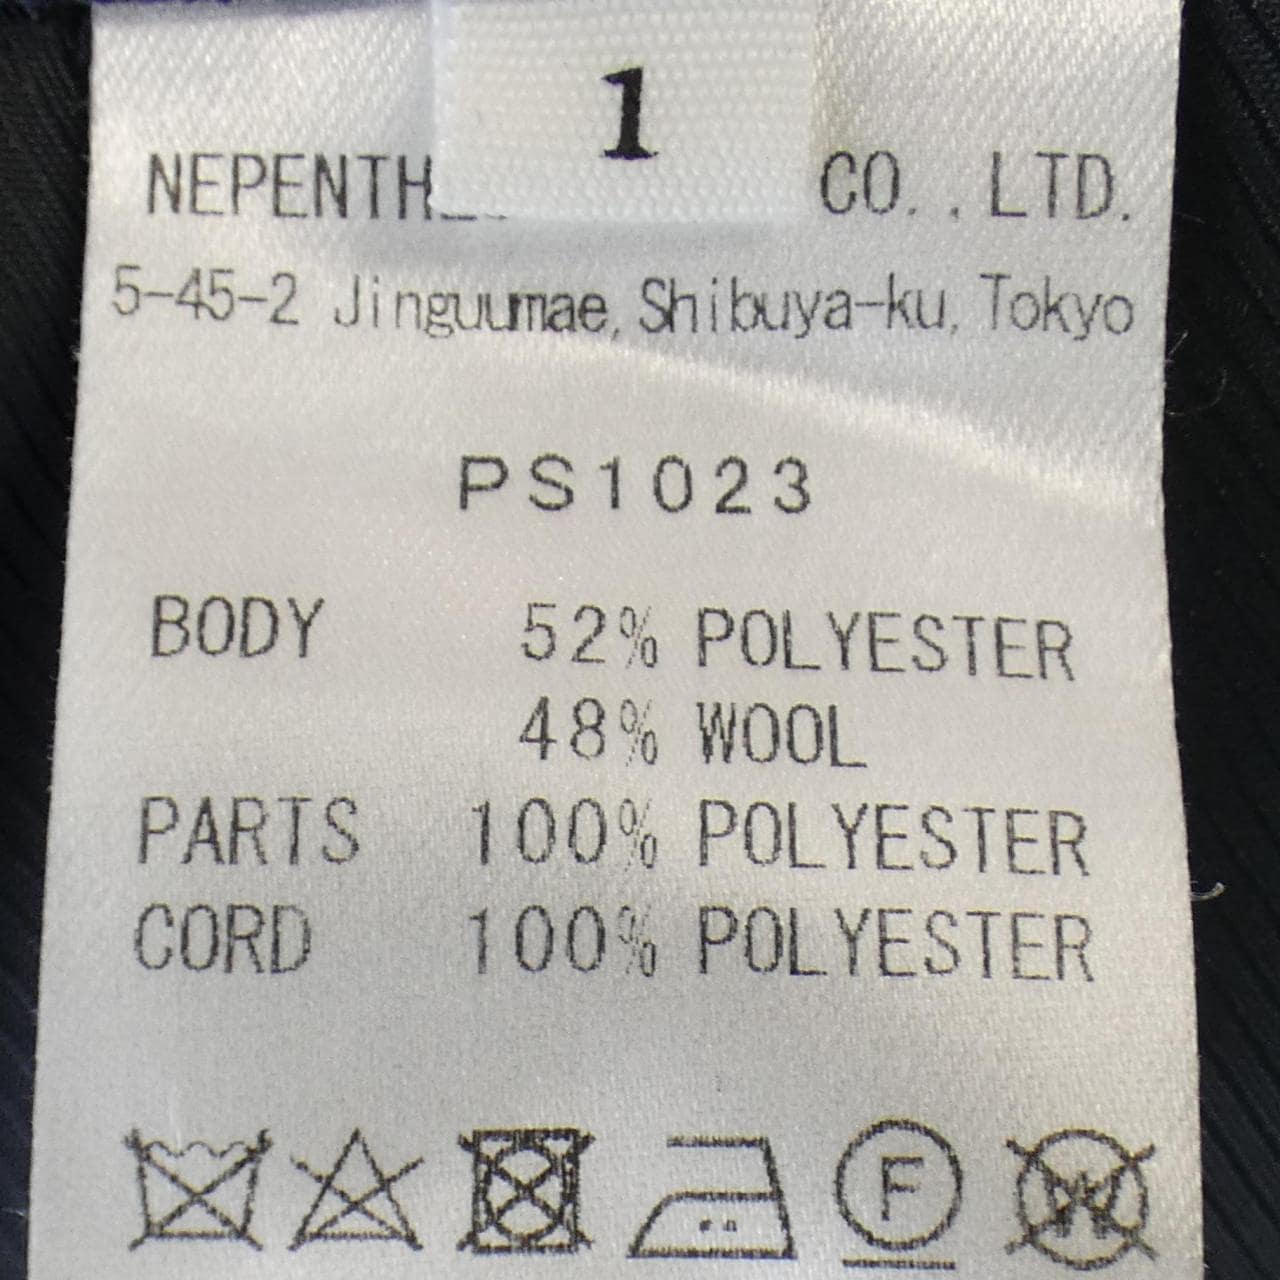 1
CO., LTD.
5-45-2 Jinguumae, Shibuya-ku, Tokyo
PS1023
BODY 52% POLYESTER
48% WOOL
PARTS 100% POLYESTER
CORD 100% POLYESTER
F
W